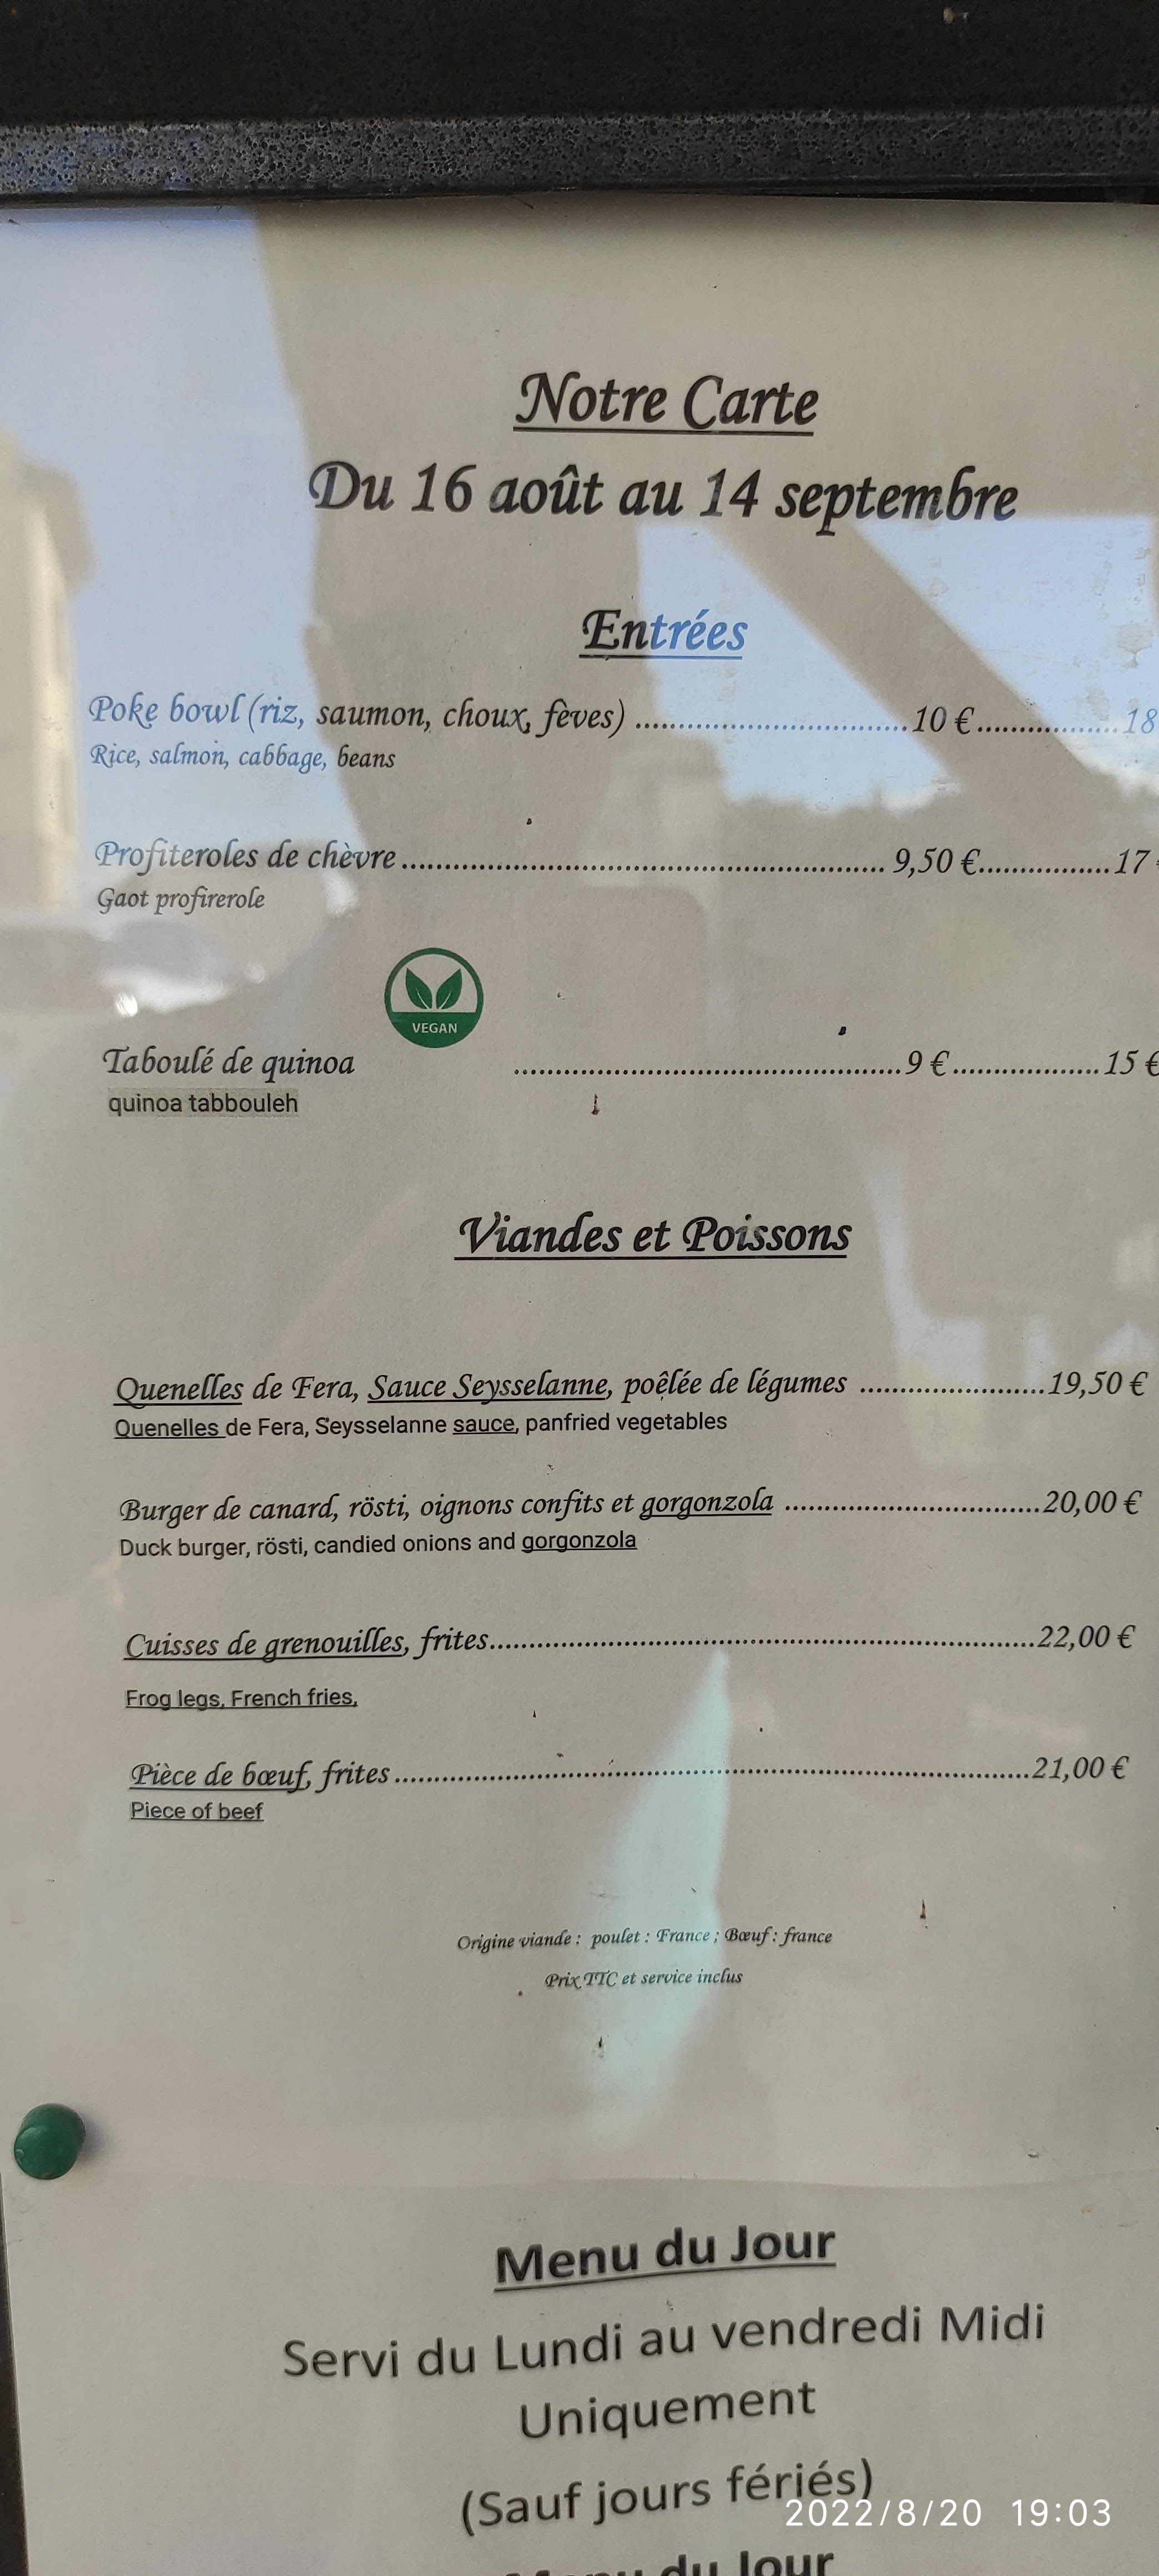 Notre Carte
Du 16 août au 14 septembre
Entrées
Poke bowl (riz, saumon, choux, fèves) ..............................10 €.................18
Rice, salmon, cabbage, beans
Profiteroles de chèvre............................................................ 9,50 €................17
Gaot profirerole
VEGAN
Taboulé de quinoa ...............................................9 €..................15 €
quinoa tabbouleh
Viandes et Poissons
Quenelles de Fera, Sauce Seysselanne, poêlée de légumes ......................19,50 €
Quenelles de Fera, Seysselanne sauce, panfried vegetables
Burger de canard, rösti, oignons confits et gorgonzola ...............................20,00 €
Duck burger, rösti, candied onions and gorgonzola
Cuisses de grenouilles, frites....................................................................22,00 €
Frog legs, French fries,
Pièce de bœuf, frites................................................................................21,00 €
Piece of beef
Origine viande : poulet : France ; Bœuf : france
Prix TTC et service inclus
Menu du Jour
Servi du Lundi au vendredi Midi
Uniquement
(Sauf jours fériés)
2022/8/20 19:03
Menu du Jour